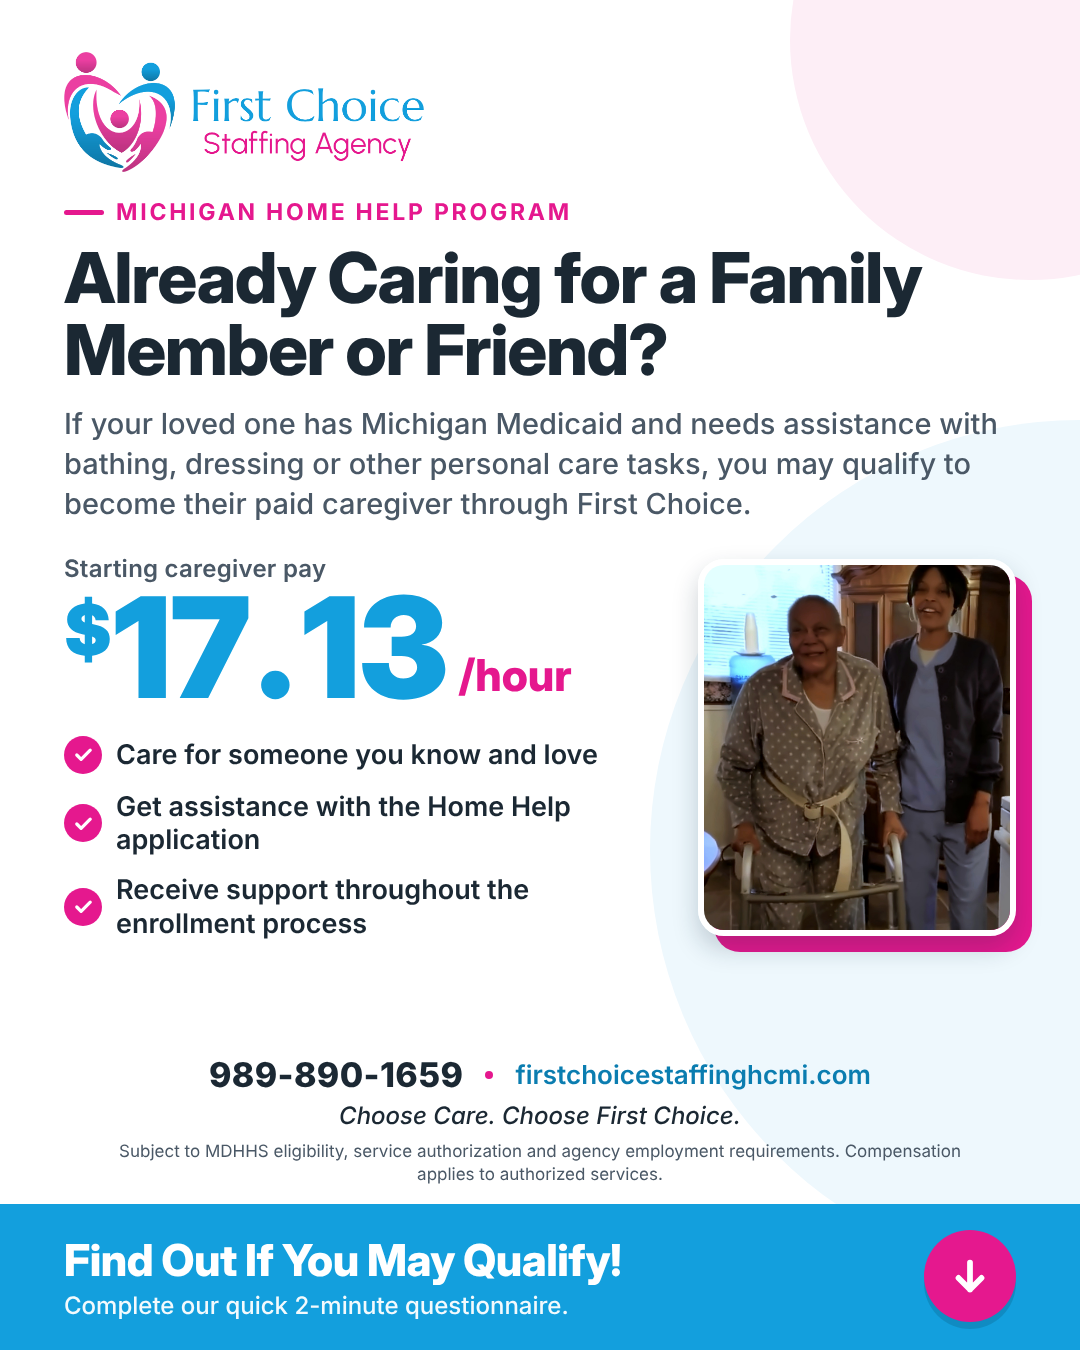 First Choice
Staffing Agency
MICHIGAN HOME HELP PROGRAM
Already Caring for a Family
Member or Friend?
If your loved one has Michigan Medicaid and needs assistance with
bathing, dressing or other personal care tasks, you may qualify to
become their paid caregiver through First Choice.
Starting caregiver pay
$17.13 /hour
Care for someone you know and love
Get assistance with the Home Help
application
Receive support throughout the
enrollment process
989-890-1659 • firstchoicestaffinghcmi.com
Choose Care. Choose First Choice.
Subject to MDHHS eligibility, service authorization and agency employment requirements. Compensation
applies to authorized services.
Find Out If You May Qualify!
Complete our quick 2-minute questionnaire.